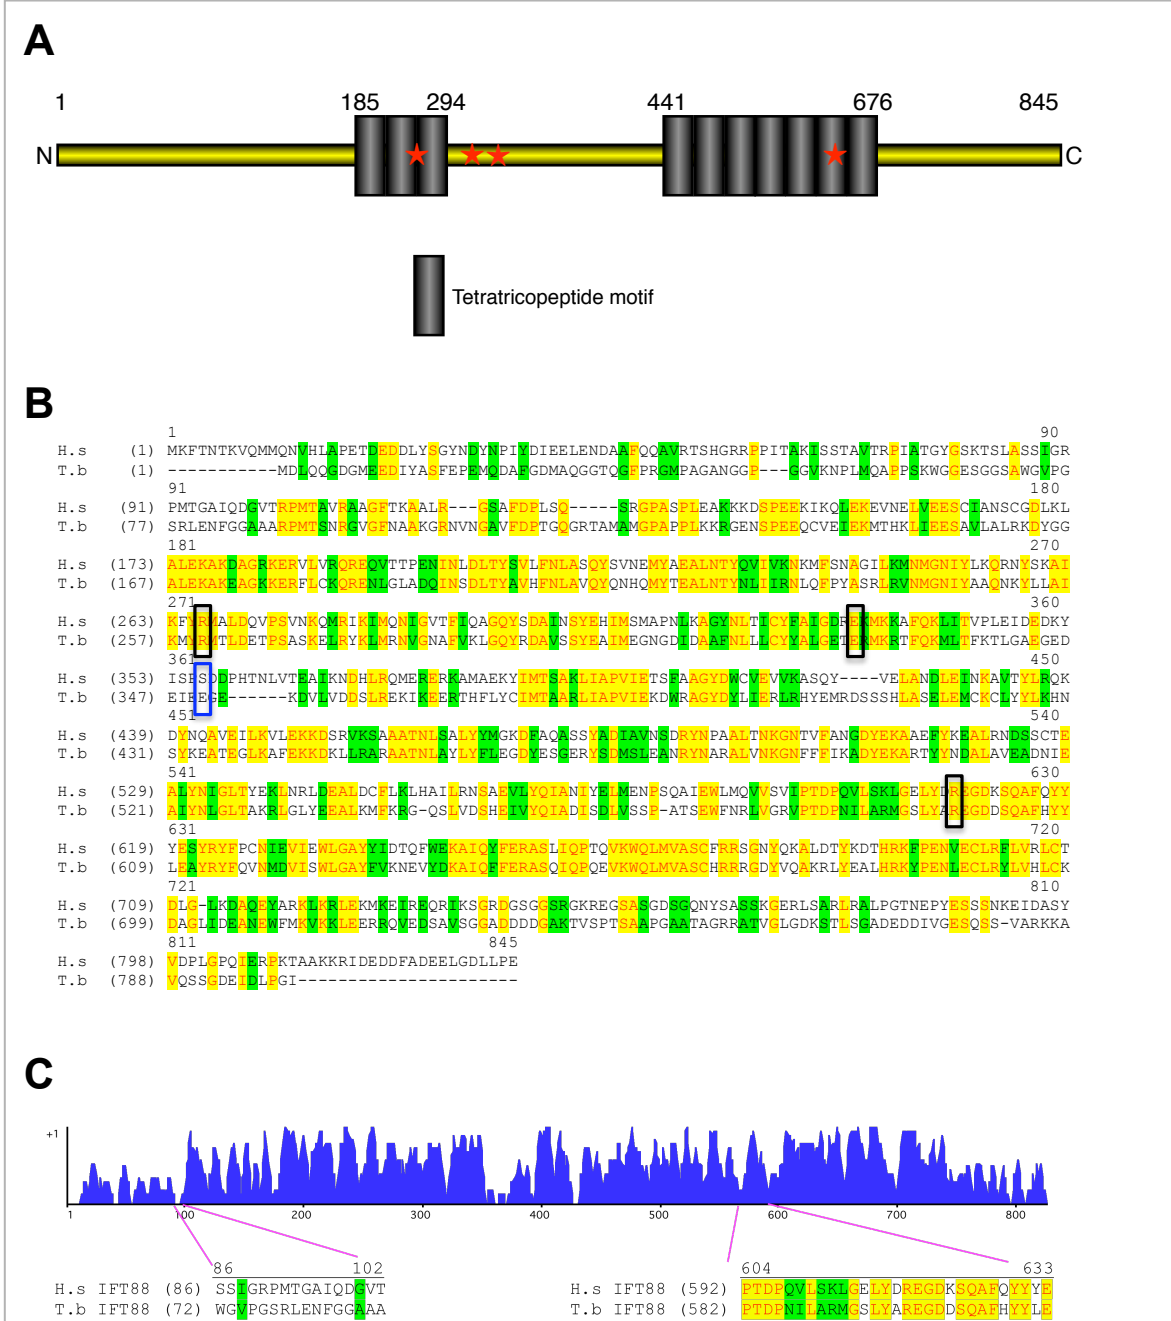 A
1 185 294 441 676 845
N C
Tetratricopeptide motif
B
1 90
H.s (1) MKFTNTKVQMMQNVHLAPETDEDDLYSGYNDYNPIYDIEELENDAAFQQAVRTSHGRRPPITAKISSTAVTRPIATGYGSKTSLASSIGR
T.b (1) -----------MDLQQGDGMEEDIYASFEPEMQDAFGDMAQGGTQGFPRGMPAGANGGP---GGVKNPLMQAPPSKWGGESGGSAWGVPG
91 180
H.s (91) PMTGAIQDGVTRPMTAVRAAGFTKAALR---GSAFDPLSQ-----SRGPASPLEAKKKDSPEEKIKQLEKEVNELVEESCIANSCGDLKL
T.b (77) SRLENFGGAAARPMTSNRGVGFNAAKGRNVNGAVFDPTGQGRTAMAMGPAPPLKKRGENSPEEQCVEIEKMTHKLIEESAVLALRKDYGG
181 270
H.s (173) ALEKAKDAGRKERVLVRQREQVTTPENINLDLTYSVLFNLASQYSVNEMYAEALNTYQVIVKNKMFSNAGILKMNMGNIYLKQRNYSKAI
T.b (167) ALEKAKEAGKKERFLCKQRENLGLADQINSDLTYAVHFNLAVQYQNHQMYTEALNTYNLIIRNLQFPYASRLRVNMGNIYAAQNKYLLAI
271 360
H.s (263) KFYRMALDQVPSVNKQMRIKIMQNIGVTFIQAGQYSDAINSYEHIMSMAPNLKAGYNLTICYFAIGDREKMKKAFQKLITVPLEIDEDKY
T.b (257) KMYRMTLDETPSASKELRYKLMRNVGNAFVKLGQYRDAVSSYEAIMEGNGDIDAAFNLLLCYYALGETERMKRTFQKMLTFKTLGAEGED
361 450
H.s (353) ISPSDDPHTNLVTEAIKNDHLRQMERERKAMAEKYIMTSAKLIAPVIETSFAAGYDWCVEVVKASQY----VELANDLEINKAVTYLRQK
T.b (347) EIEEGE------KDVLVDDSLREKIKEERTHFLYCIMTAAKLIAPVIEKDWRAGYDYLIERLRHYEMRDSSSHLASELEMCKCLYYLKHN
451 540
H.s (439) DYNQAVEILKVLEKKDSRVKSAAATNLSALYYMGKDFAQASSYADIAVNSDRYNPAALTNKGNTVFANGDYEKAAEFYKEALRNDSSCTE
T.b (431) SYKEATEGLKAFEKKDKLLRARAATNLAYLYFLEGDYESGERYSDMSLEANRYNARALVNKGNFFFIKADYEKARTYYNDALAVEADNIE
541 630
H.s (529) ALYNIGLTYEKLNRLDEALDCFLKLHAILRNSAEVLYQIANIYELMENPSQAIEWLMQVVSVIPTDPQVLSKLGELYDREGDKSQAFQYY
T.b (521) AIYNLGLTAKRLGLYEEALKMFKRG-QSLVDSHEIVYQIADISDLVSSP-ATSEWFNRLVGRVPTDPNILARMGSLYAREGDDSQAFHYY
631 720
H.s (619) YESYRYFPCNIEVIEWLGAYYIDTQFWEKAIQYFERASLIQPTQVKWQLMVASCFRRSGNYQKALDTYKDTHRKFPENVECLRFLVRLCT
T.b (609) LEAYRYFQVNMDVISWLGAYFVKNEVYDKAIQFFERASQIQPQEVKWQLMVASCHRRRGDYVQAKRLYEALHRKYPENLECLRYLVHLCK
721 810
H.s (709) DLG-LKDAQEYARKLKRLEKMKEIREQRIKSGRDGSGGSRGKREGSASGDSGQNYSASSKGERLSARLRALPGTNEPYESSSNKEIDASY
T.b (699) DAGLIDEANEWFMKVKKLEERRQVEDSAVSGGADDDDGAKTVSPTSAAPGAATAGRRATVGLGDKSTLSGADEDDIVGESQSS-VARKKA
811 845
H.s (798) VDPLGPQIERPKTAAKKRIDEDDFADEELGDLLPE
T.b (788) VQSSGDEIDLPGI----------------------
C
+1
1 100 200 300 400 500 600 700 800
86 102
H.s IFT88 (86) SSIGRPMTGAIQDGVT
T.b IFT88 (72) WGVPGSRLENFGGAAA
604 633
H.s IFT88 (592) PTDPQVLSKLGELYDREGDKSQAFQYYYE
T.b IFT88 (582) PTDPNILARMGSLYAREGDDSQAFHYYLE